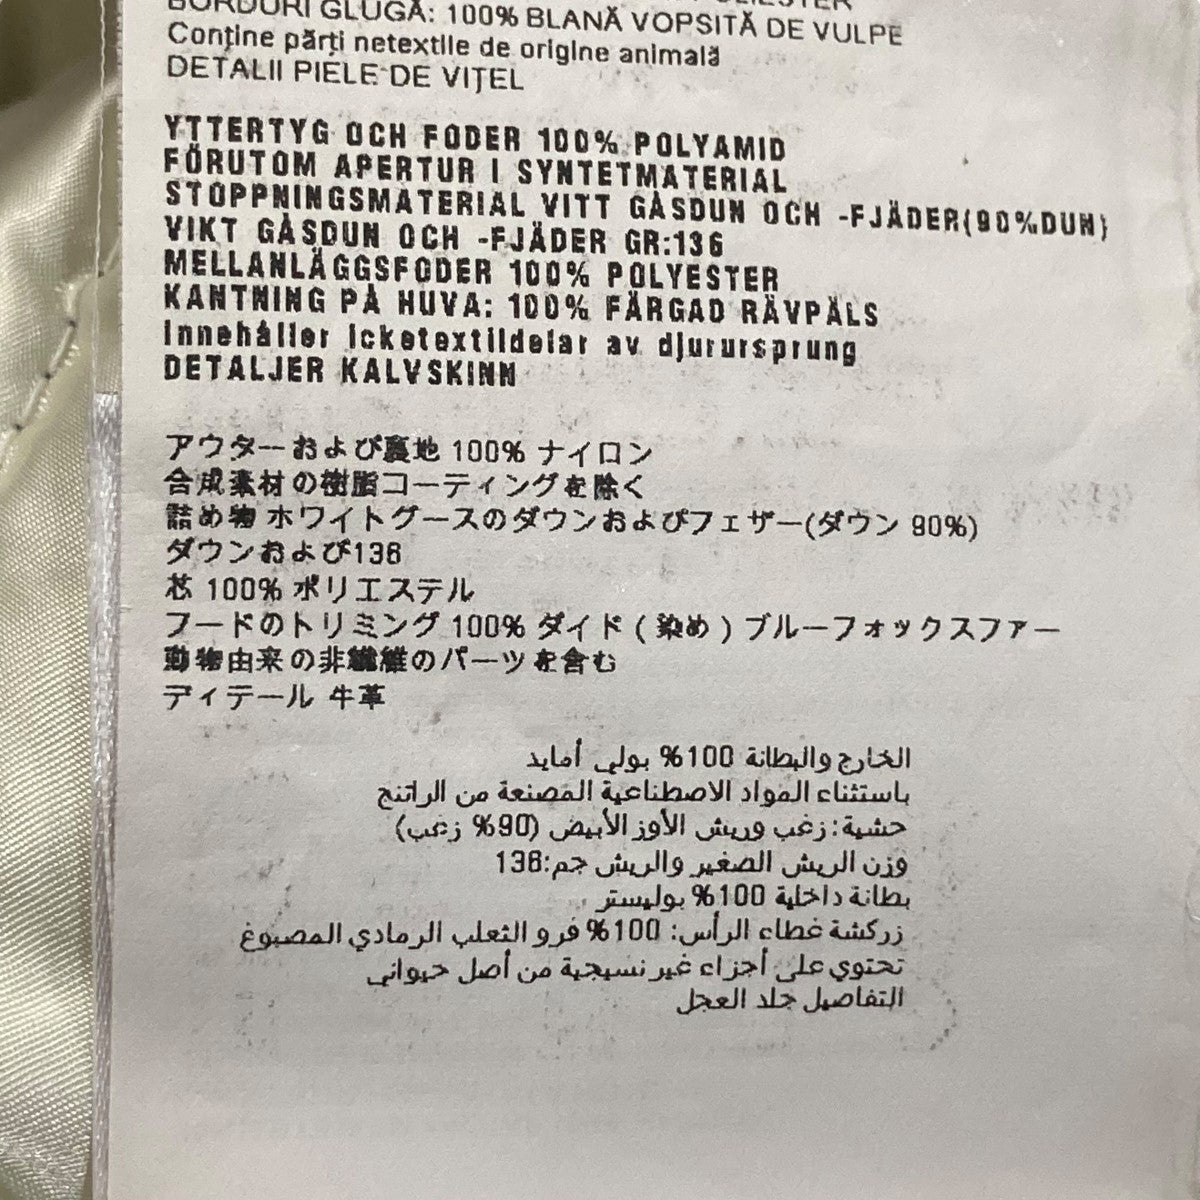 POLIESTER
BORDURI GLUGĂ: 100% BLANĂ VOPSITĂ DE VULPE
Conține părți netextile de origine animală
DETALII PIELE DE VIȚEL
YTTERTYG OCH FODER 100% POLYAMID
FÖRUTOM APERTUR I SYNTETMATERIAL
STOPPNINGSMATERIAL VITT GÅSDUN OCH -FJÄDER(90%DUN)
VIKT GÅSDUN OCH -FJÄDER GR:136
MELLANLÄGGSFODER 100% POLYESTER
KANTNING PÅ HUVA: 100% FÄRGAD RÄVPÄLS
Innehåller Icketextildelar av djurursprung
DETALJER KALVSKINN
アウターおよび裏地 100% ナイロン
合成素材の樹脂コーティングを除く
詰め物 ホワイトグースのダウンおよびフェザー(ダウン 90%)
ダウンおよび136
芯 100% ポリエステル
フードのトリミング 100% ダイド ( 染め ) ブルーフォックスファー
動物由来の非繊維のパーツを含む
ディテール 牛革
الخارج والبطانة 100% بولي أمايد
باستثناء المواد الاصطناعية المصنعة من الراتنج
حشية: زغب وريش الأوز الأبيض (90% زغب)
وزن الريش الصغير والريش جم:136
بطانة داخلية 100% بوليستر
زركشة غطاء الرأس: 100% فرو الثعلب الرمادي المصبوغ
تحتوي على أجزاء غير نسيجية من أصل حيواني
التفاصيل جلد العجل